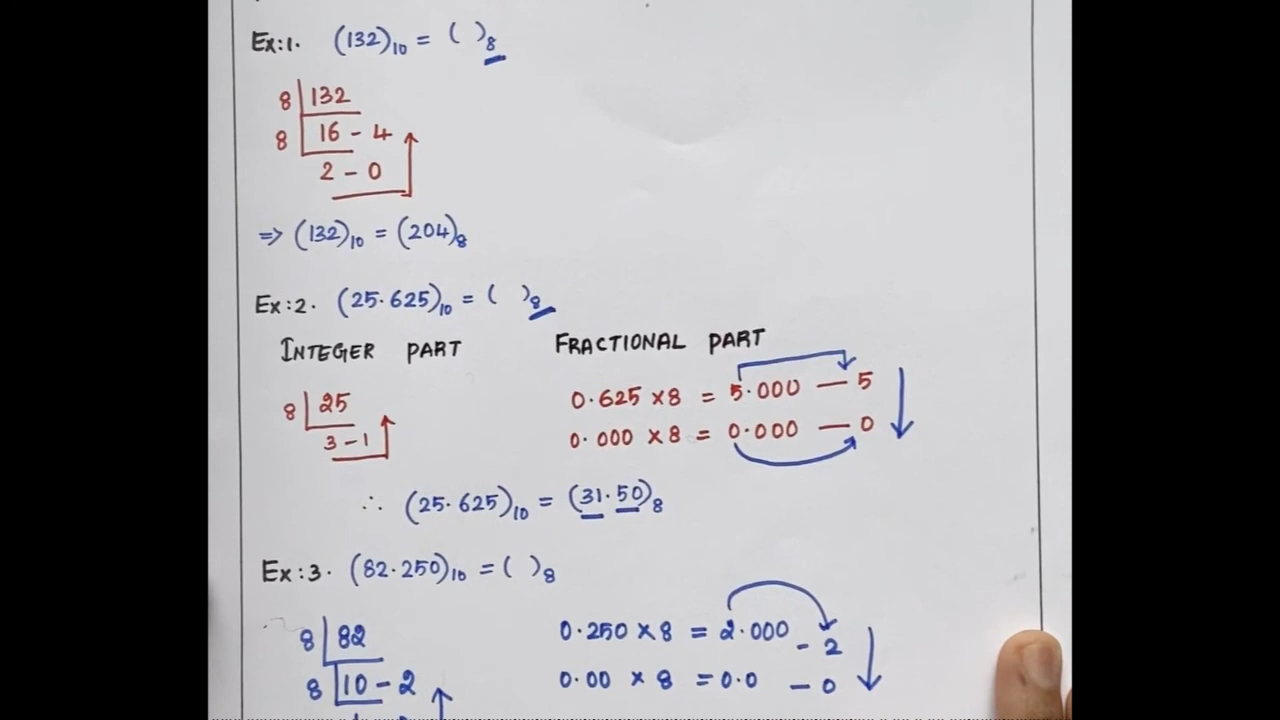 Ex:1. (132)10 = ( )8
8 132
8 16 - 4
2 - 0
⇒ (132)10 = (204)8
Ex:2. (25.625)10 = ( )8
INTEGER PART FRACTIONAL PART
8 25 0.625 × 8 = 5.000 — 5
3 - 1 0.000 × 8 = 0.000 — 0
∴ (25.625)10 = (31.50)8
Ex:3. (82.250)10 = ( )8
8 82 0.250 × 8 = 2.000 - 2
8 10 - 2 0.00 × 8 = 0.0 - 0